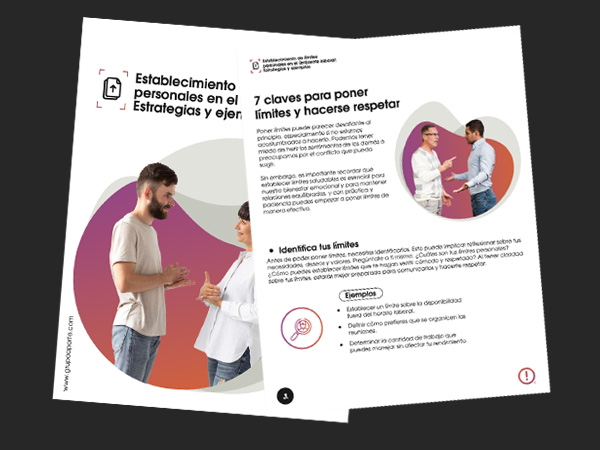 Establecimiento
personales en el
Estrategias y ejen
www.grupoaporta.com
Establecimiento de límites
personales en el ambiente laboral:
Estrategias y ejemplos
7 claves para poner
límites y hacerse respetar
Poner límites puede parecer desafiante al
principio, especialmente si no estamos
acostumbrados a hacerlo. Podemos tener
miedo de herir los sentimientos de los demás o
preocuparnos por el conflicto que pueda
surgir.
Sin embargo, es importante recordar que
establecer límites saludables es esencial para
nuestro bienestar emocional y para mantener
relaciones equilibradas, y con práctica y
paciencia puedes empezar a poner límites de
manera efectiva.
• Identifica tus límites
Antes de poder poner límites, necesitas identificarlos. Esto puede implicar reflexionar sobre tus
necesidades, deseos y valores. Pregúntate a ti mismo, ¿Cuáles son tus límites personales?
¿Cómo puedes establecer límites que te hagan sentir cómodo y respetado? Al tener claridad
sobre tus límites, estarás mejor preparado para comunicarlos y hacerte respetar.
Ejemplos
• Establecer un límite sobre la disponibilidad
fuera del horario laboral.
• Definir cómo prefieres que se organicen las
reuniones.
• Determinar la cantidad de trabajo que
puedes manejar sin afectar tu rendimiento.
3.